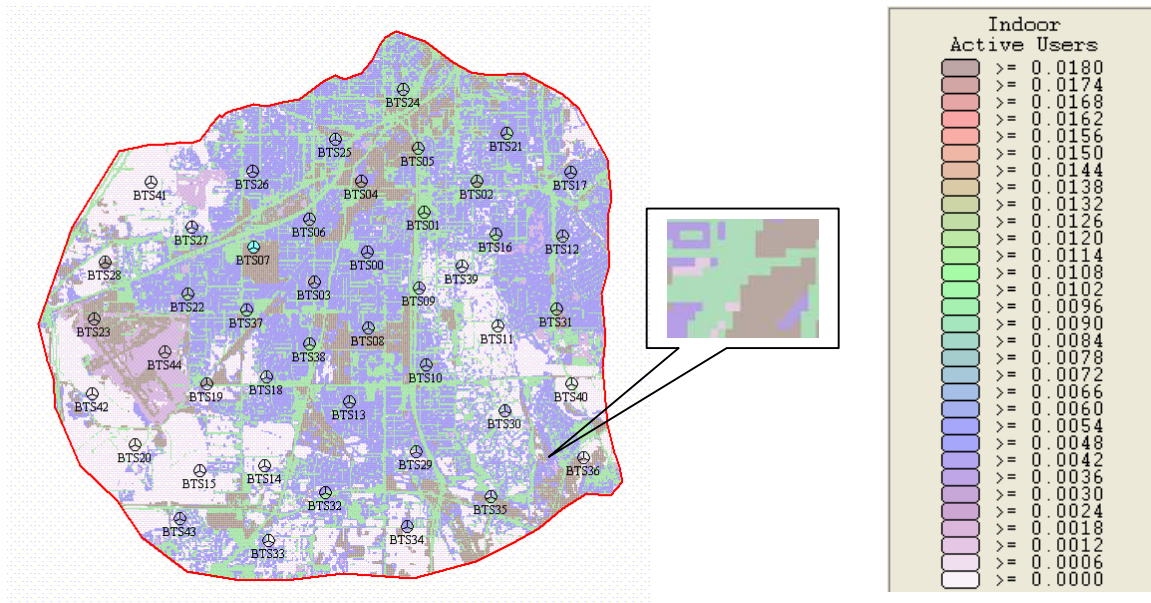 BTS24
BTS25
BTS05
BTS21
BTS26
BTS04
BTS02
BTS17
BTS41
BTS27
BTS06
BTS01
BTS16
BTS12
BTS07
BTS00
BTS39
BTS28
BTS22
BTS03
BTS09
BTS23
BTS37
BTS08
BTS11
BTS31
BTS44
BTS38
BTS10
BTS42
BTS19
BTS18
BTS13
BTS30
BTS40
BTS20
BTS15
BTS14
BTS29
BTS36
BTS43
BTS32
BTS35
BTS33
BTS34
Indoor
Active Users
>= 0.0180
>= 0.0174
>= 0.0168
>= 0.0162
>= 0.0156
>= 0.0150
>= 0.0144
>= 0.0138
>= 0.0132
>= 0.0126
>= 0.0120
>= 0.0114
>= 0.0108
>= 0.0102
>= 0.0096
>= 0.0090
>= 0.0084
>= 0.0078
>= 0.0072
>= 0.0066
>= 0.0060
>= 0.0054
>= 0.0048
>= 0.0042
>= 0.0036
>= 0.0030
>= 0.0024
>= 0.0018
>= 0.0012
>= 0.0006
>= 0.0000